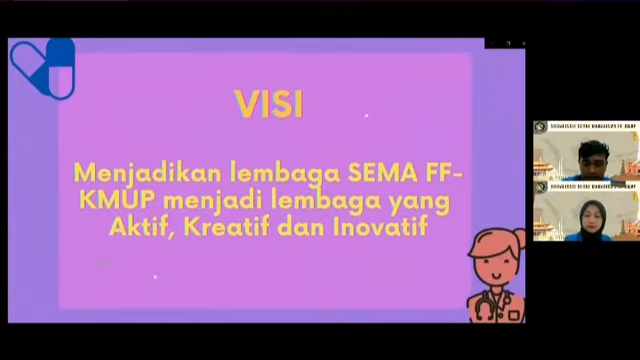 VISI
Menjadikan lembaga SEMA FF-
KMUP menjadi lembaga yang
Aktif, Kreatif dan Inovatif